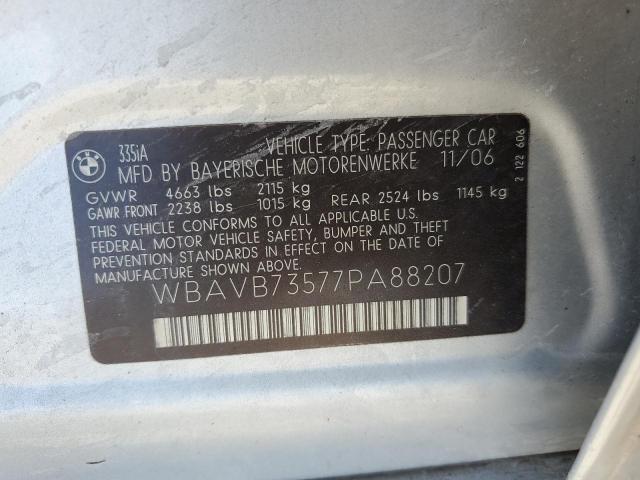 BMW
335iA VEHICLE TYPE: PASSENGER CAR
MFD BY BAYERISCHE MOTORENWERKE 11/06
GVWR 4663 lbs 2115 kg
GAWR FRONT 2238 lbs 1015 kg REAR 2524 lbs 1145 kg
THIS VEHICLE CONFORMS TO ALL APPLICABLE U.S.
FEDERAL MOTOR VEHICLE SAFETY, BUMPER AND THEFT
PREVENTION STANDARDS IN EFFECT ON THE DATE OF
MANUFACTURE SHOWN ABOVE.
WBAVB73577PA88207
2 122 606